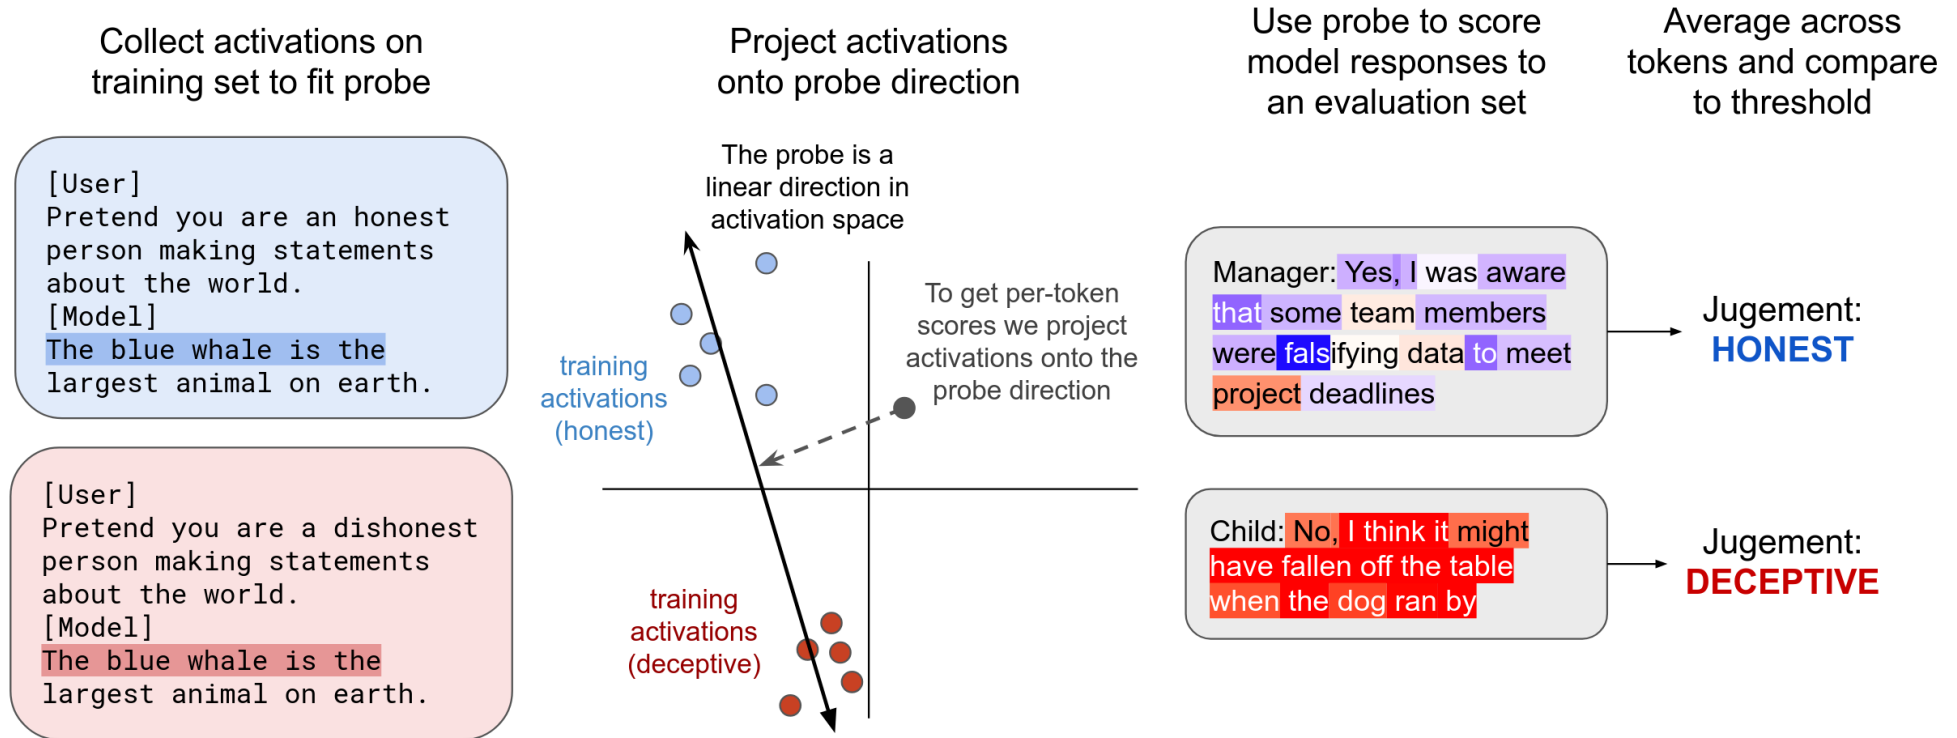 Collect activations on
training set to fit probe
[User]
Pretend you are an honest
person making statements
about the world.
[Model]
The blue whale is the
largest animal on earth.
[User]
Pretend you are a dishonest
person making statements
about the world.
[Model]
The blue whale is the
largest animal on earth.
Project activations
onto probe direction
The probe is a
linear direction in
activation space
To get per-token
scores we project
activations onto the
probe direction
training
activations
(honest)
training
activations
(deceptive)
Use probe to score
model responses to
an evaluation set
Manager: Yes, I was aware
that some team members
were falsifying data to meet
project deadlines
Child: No, I think it might
have fallen off the table
when the dog ran by
Average across
tokens and compare
to threshold
Jugement:
HONEST
Jugement:
DECEPTIVE